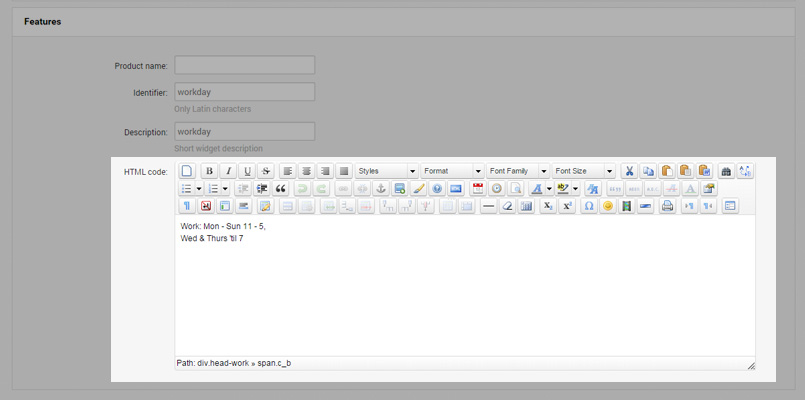 Features
Product name:
Identifier: workday
Only Latin characters
Description: workday
Short widget description
HTML code:
B I U S Styles Format Font Family Font Size
Work: Mon - Sun 11 - 5,
Wed & Thurs 'til 7
Path: div.head-work » span.c_b